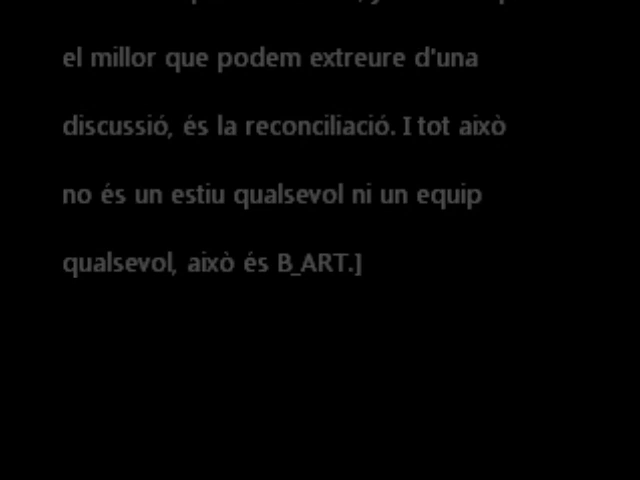 el millor que podem extreure d'una
discussió, és la reconciliació. I tot això
no és un estiu qualsevol ni un equip
qualsevol, això és B_ART.]